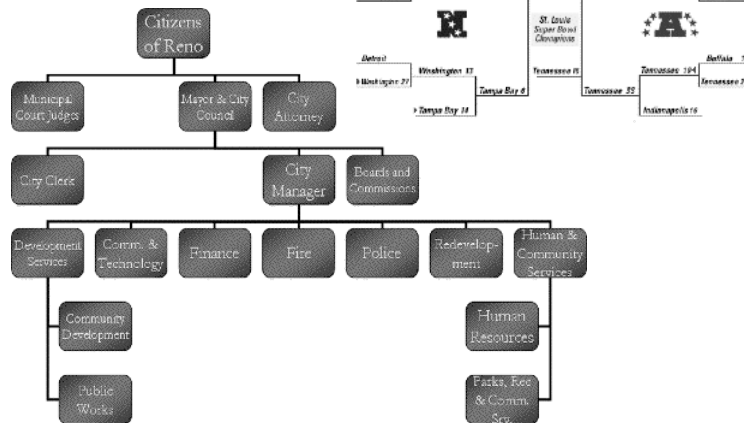 Citizens
of Reno
Municipal
Court Judges
Mayor & City
Council
City
Attorney
City Clerk
City
Manager
Boards and
Commissions
Development
Services
Comm. &
Technology
Finance
Fire
Police
Redevelop-
ment
Human &
Community
Services
Community
Development
Human
Resources
Public
Works
Parks, Rec
& Comm.
Srv.
N
St. Louis
Super Bowl
Champions
A
Detroit
Washington 27
Washington 13
Tampa Bay 14
Tampa Bay 6
Tennessee 16
Tennessee 33
Tennessee 19
Indianapolis 16
Buffalo
Tennessee